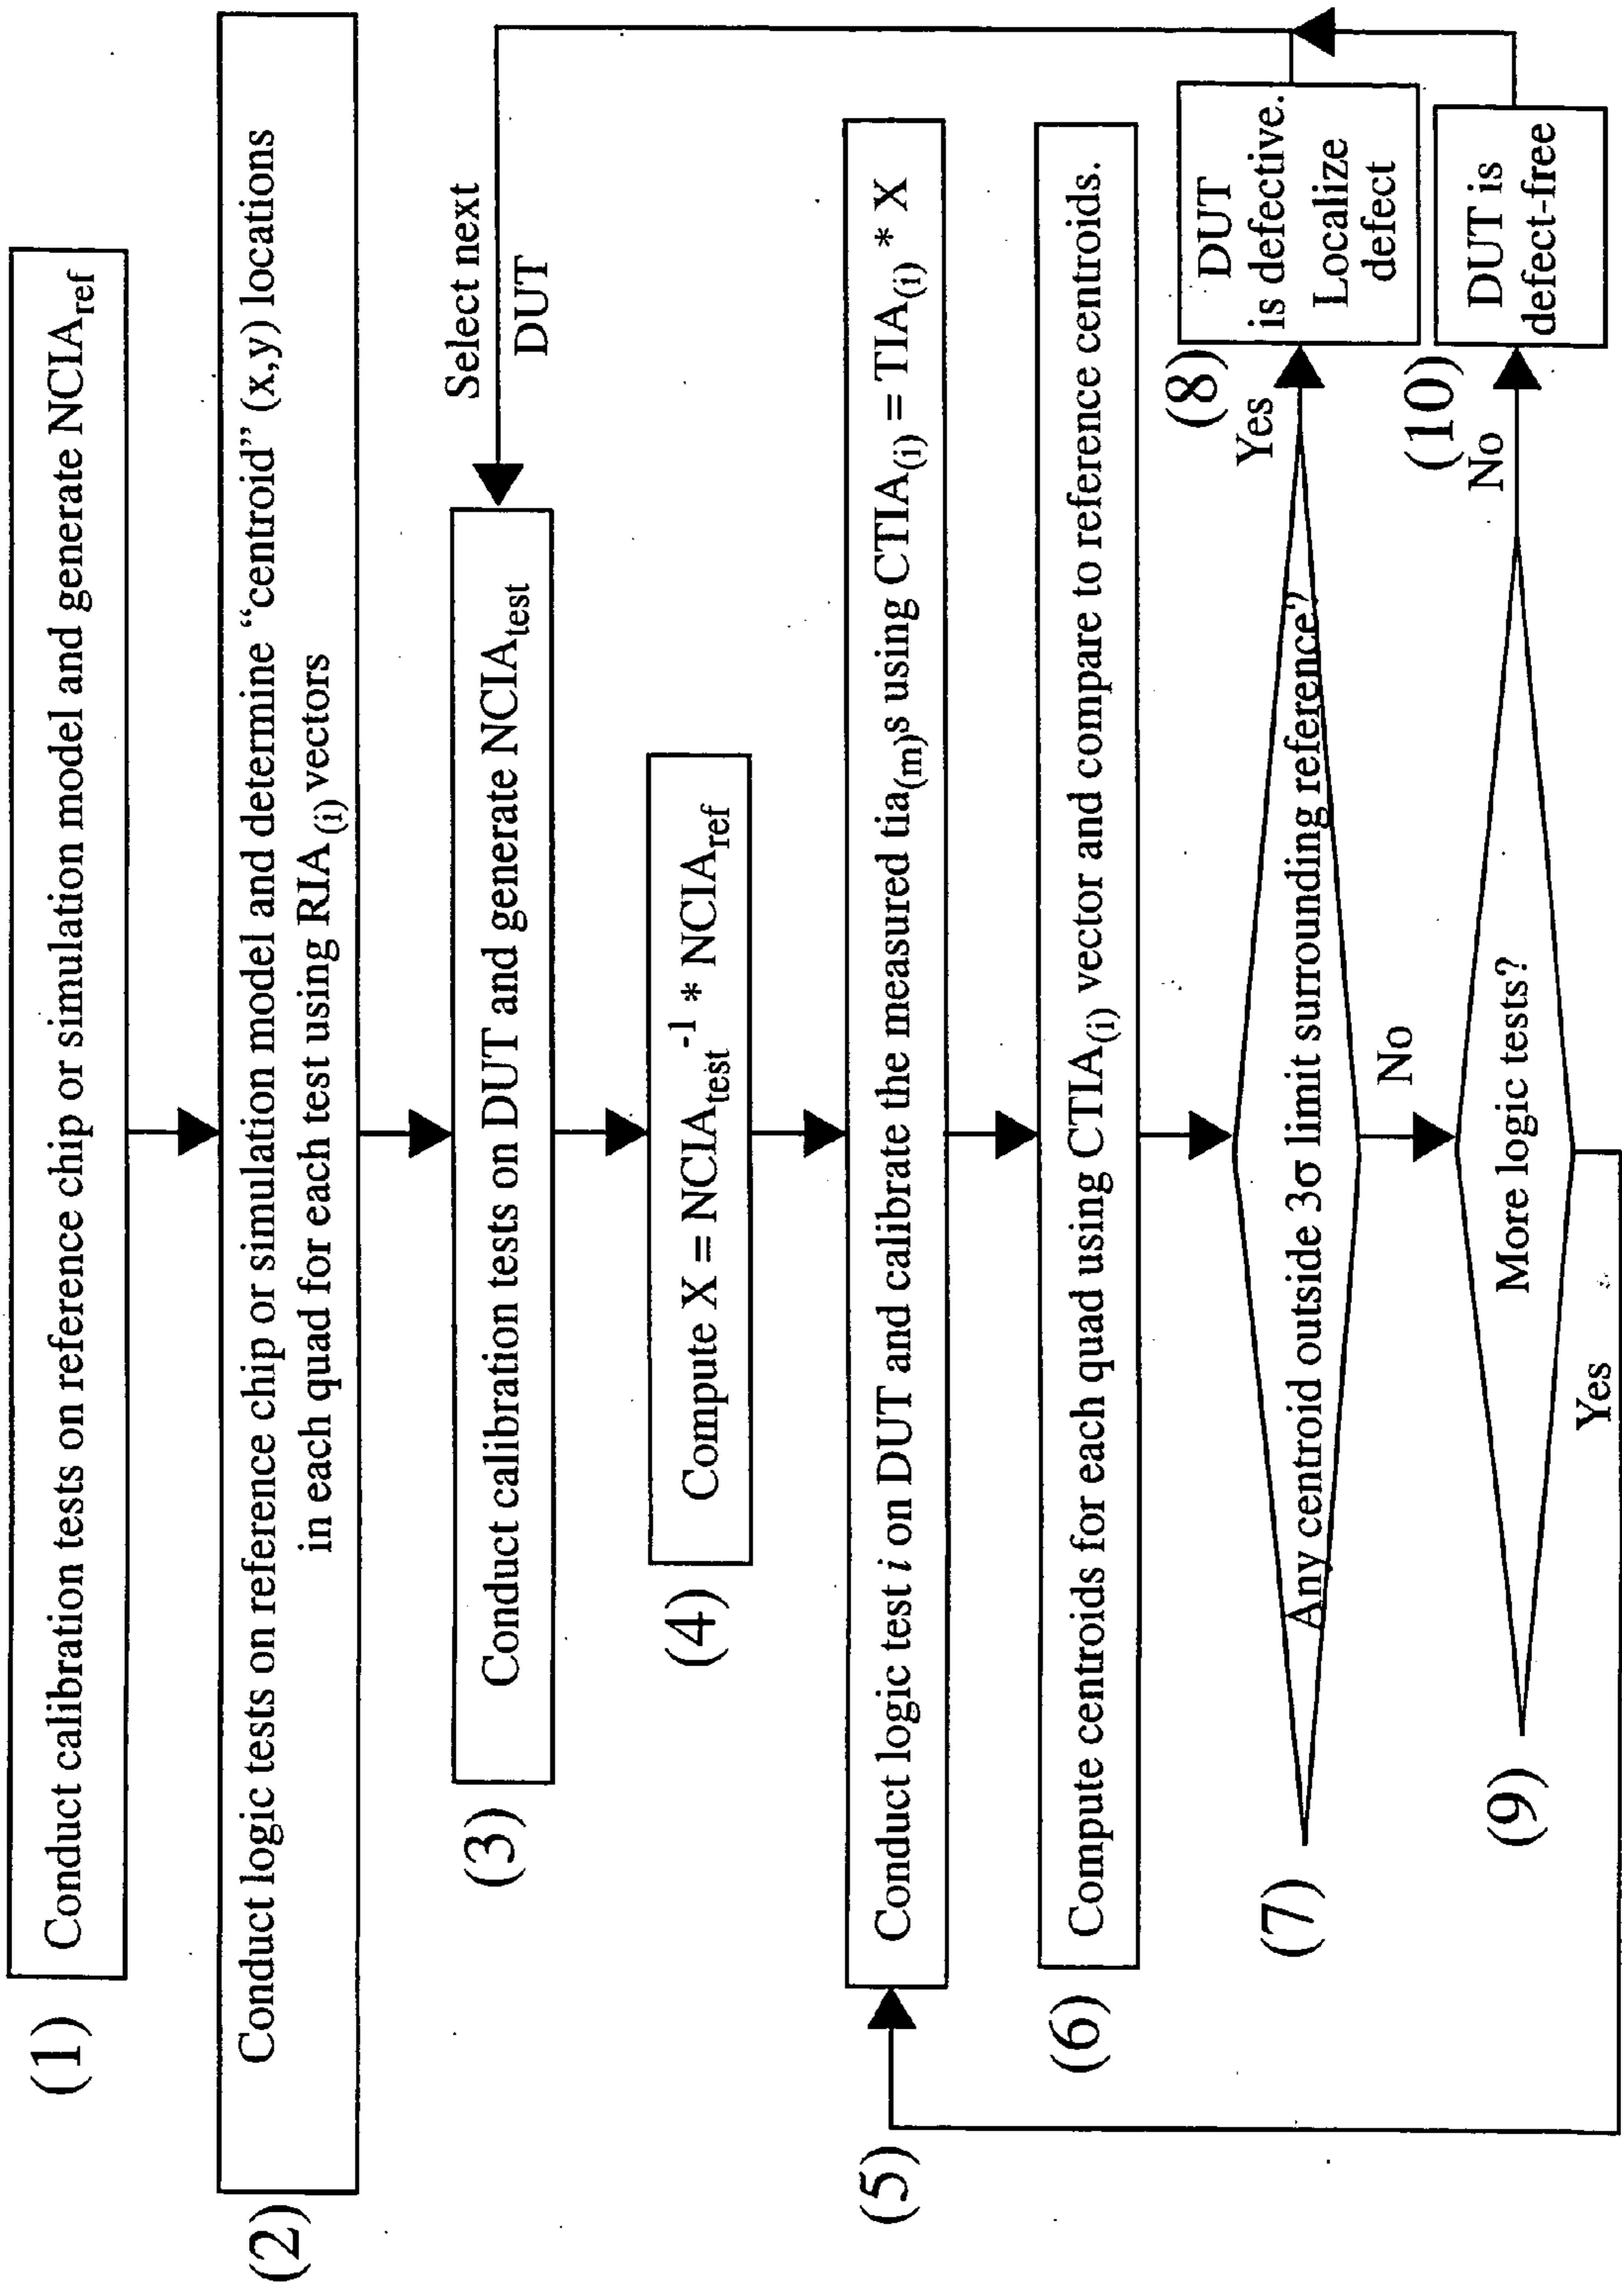 (1)
Conduct calibration tests on reference chip or simulation model and generate NCIA_ref
(2)
Conduct logic tests on reference chip or simulation model and determine “centroid” (x,y) locations
in each quad for each test using RIA_(i) vectors
Select next
DUT
(3)
Conduct calibration tests on DUT and generate NCIA_test
(4)
Compute X = NCIA_test^-1 * NCIA_ref
(5)
Conduct logic test i on DUT and calibrate the measured tia_(m)s using CTIA_(i) = TIA_(i) * X
(6)
Compute centroids for each quad using CTIA_(i) vector and compare to reference centroids.
(7)
Any centroid outside 3σ limit surrounding reference?
Yes
(8)
DUT
is defective.
Localize
defect
No
(9)
More logic tests?
No
(10)
DUT is
defect-free
Yes